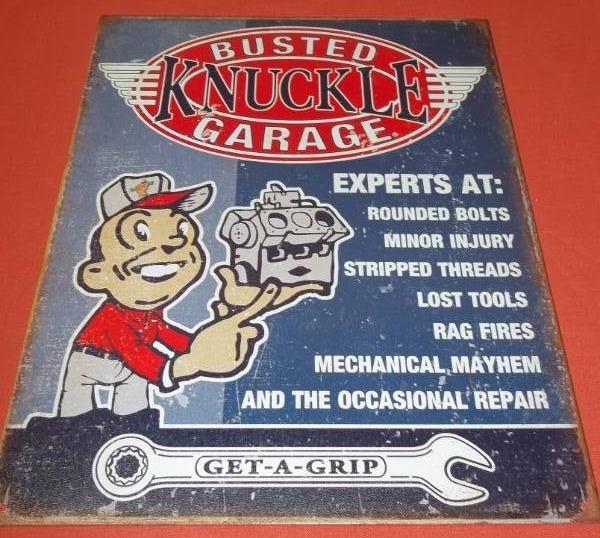 BUSTED
KNUCKLE
GARAGE
EXPERTS AT:
ROUNDED BOLTS
MINOR INJURY
STRIPPED THREADS
LOST TOOLS
RAG FIRES
MECHANICAL MAYHEM
AND THE OCCASIONAL REPAIR
GET-A-GRIP